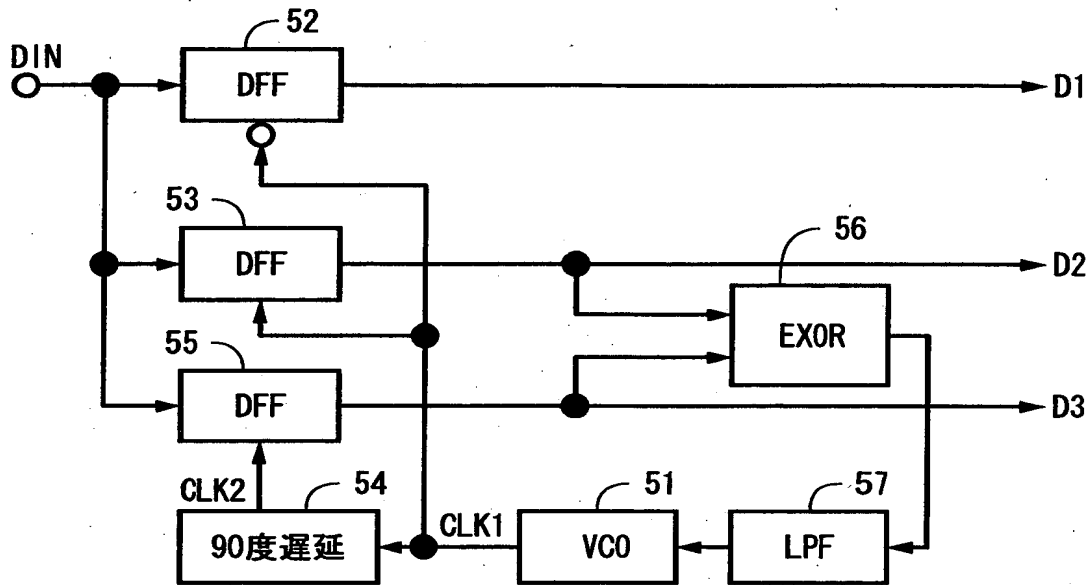 52
DIN
DFF
D1
53
56
DFF
D2
EXOR
55
DFF
D3
CLK2
54
51
57
CLK1
90度遅延
VCO
LPF